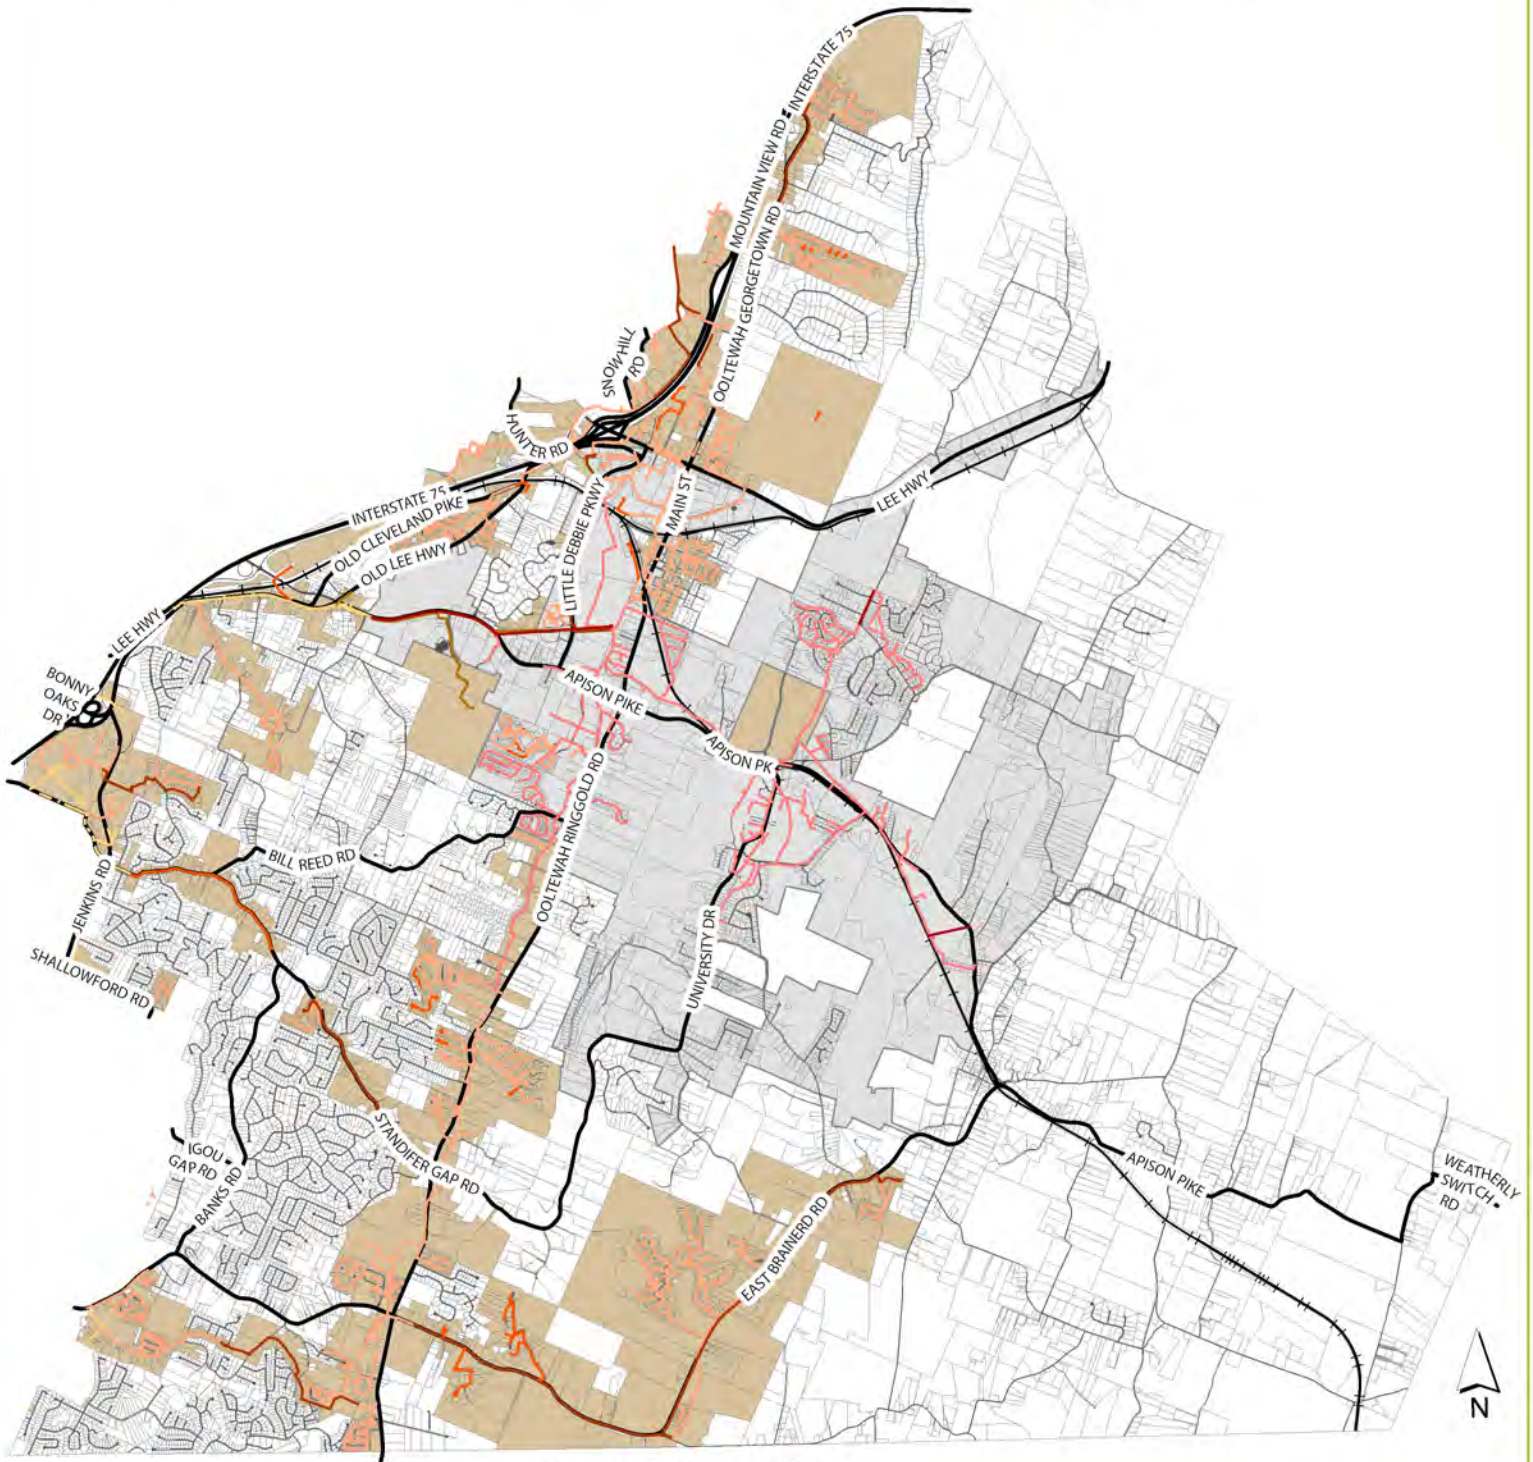 INTERSTATE 75
MOUNTAIN VIEW RD
OOLTEWAH GEORGETOWN RD
SNOWHILL
RD
HUNTER RD
INTERSTATE 75
OLD CLEVELAND PIKE
OLD LEE HWY
LITTLE DEBBIE PKWY
MAIN ST
LEE HWY
LEE HWY
BONNY
OAKS
DR
APISON PIKE
APISON PK
OOLTEWAH RINGGOLD RD
BILL REED RD
JENKINS RD
SHALLOWFORD RD
UNIVERSITY DR
STANDIFER GAP RD
GAP RD
BANKS RD
EAST BRAINERD RD
APISON PIKE
WEATHERLY
SWITCH
RD
N